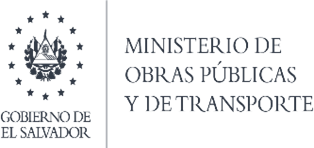 GOBIERNO DE
EL SALVADOR
MINISTERIO DE
OBRAS PÚBLICAS
Y DE TRANSPORTE